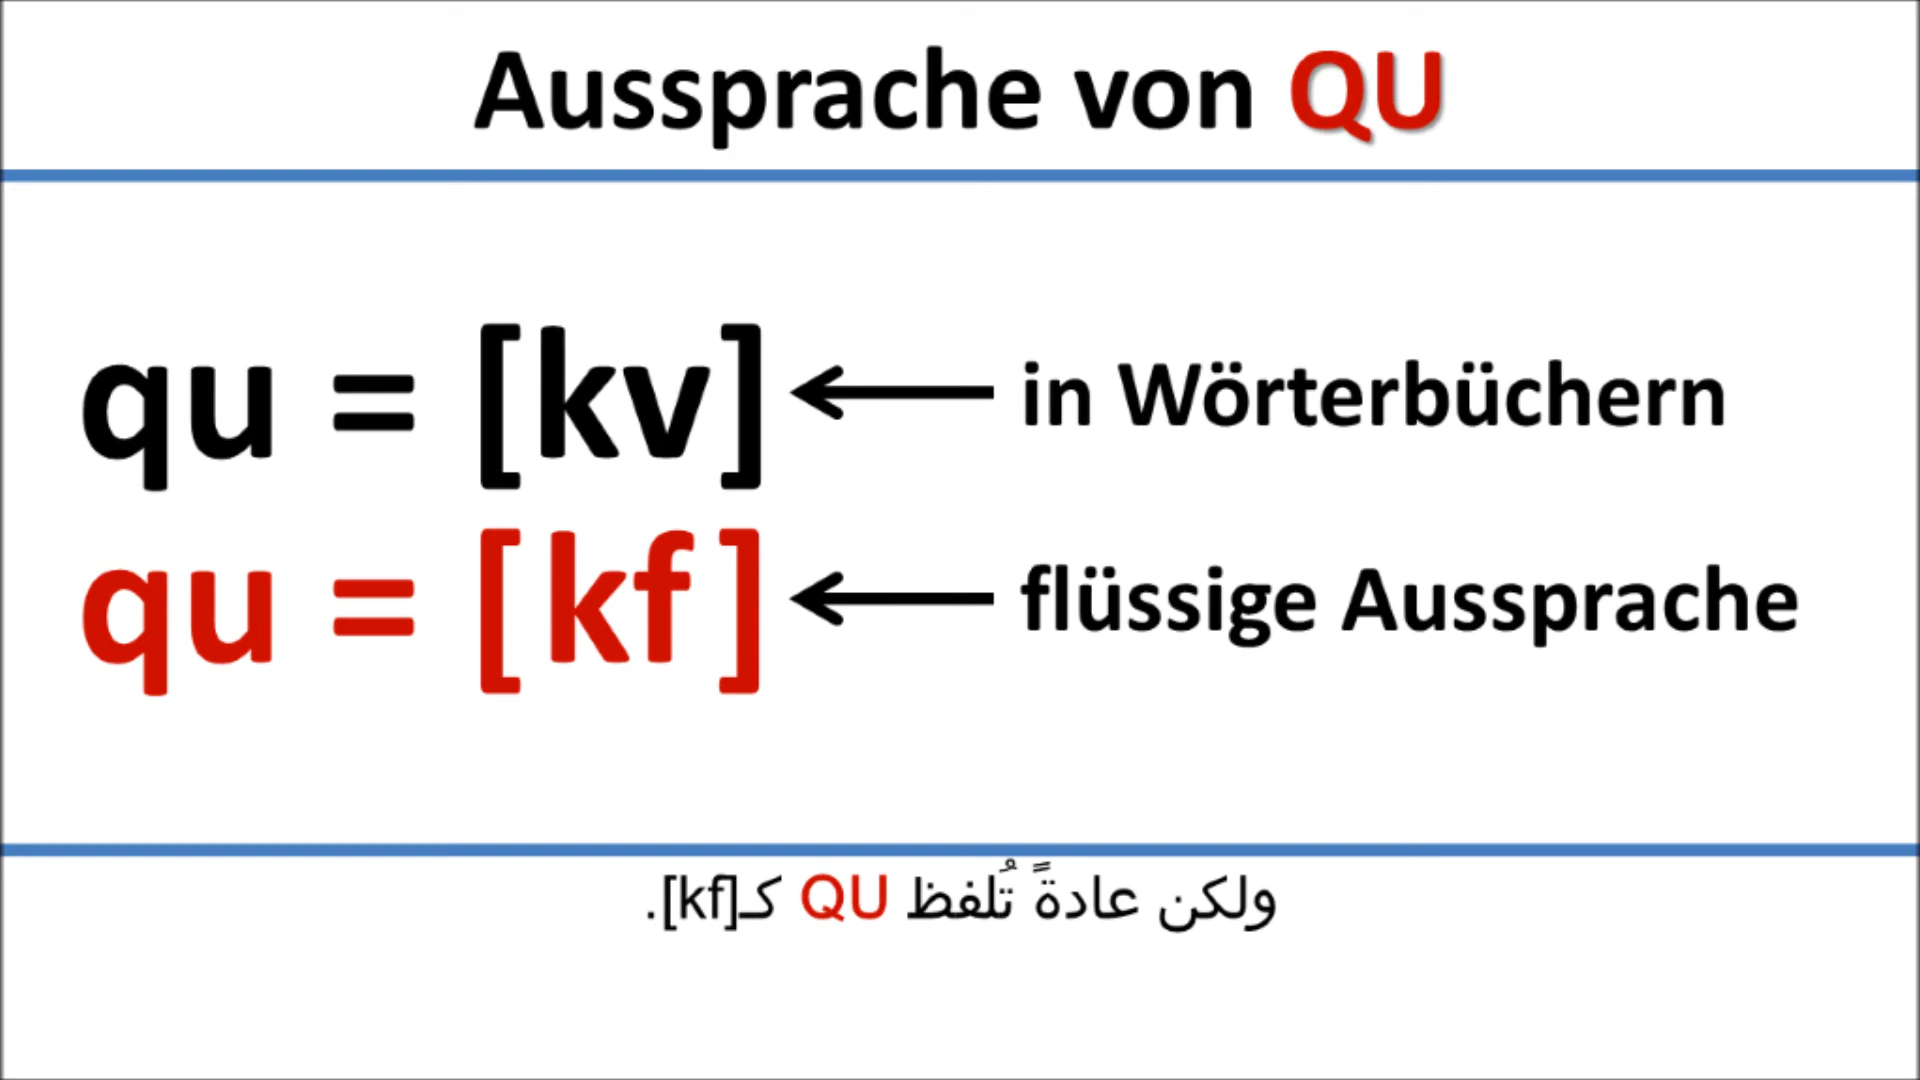 Aussprache von QU
qu = [kv] ← in Wörterbüchern
qu = [kf] ← flüssige Aussprache
ولكن عادةً تُلفظ QU كـ[kf].